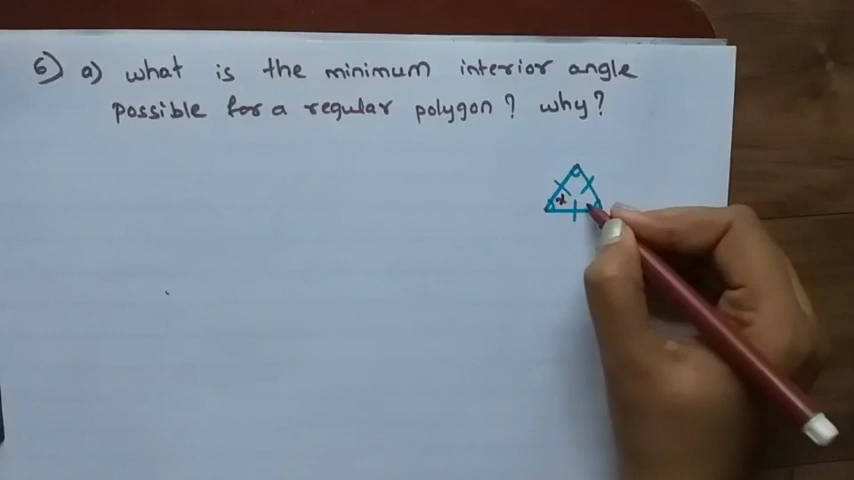 6) a) what is the minimum interior angle
possible for a regular polygon? why?
x